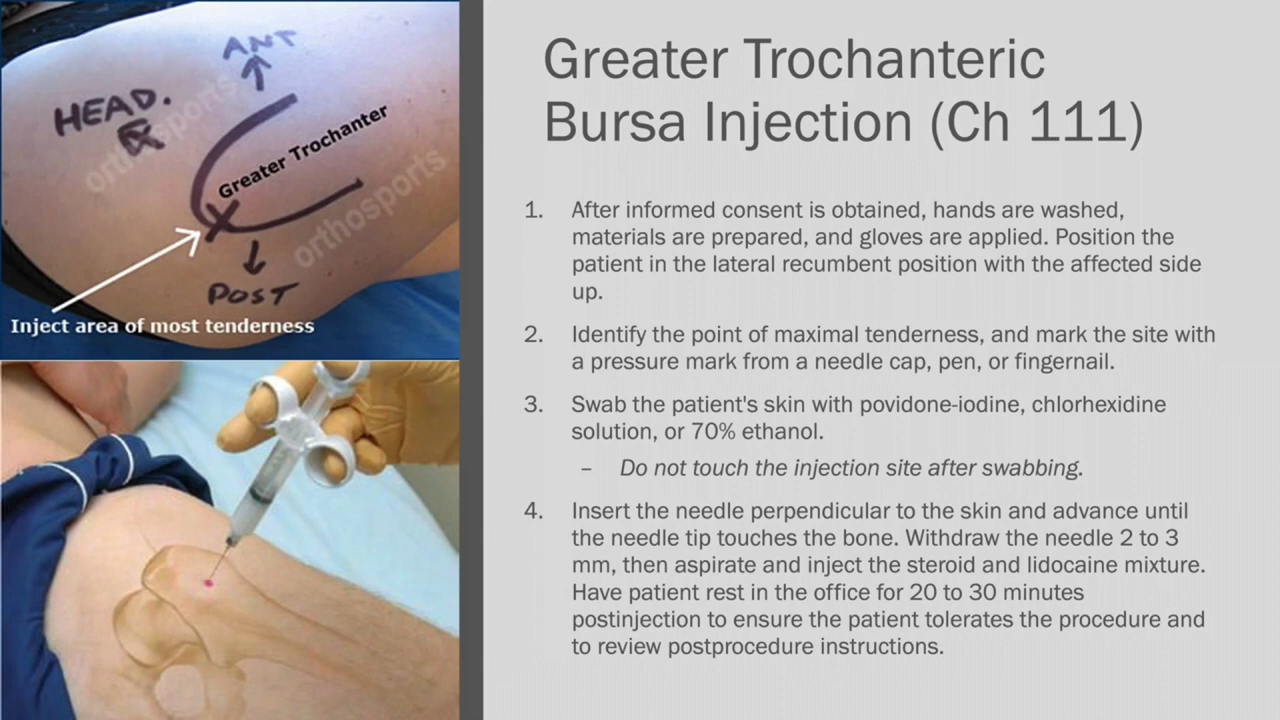 ANT
HEAD.
Greater Trochanter
POST
Inject area of most tenderness
orthosports
orthosports
Greater Trochanteric
Bursa Injection (Ch 111)
1. After informed consent is obtained, hands are washed,
materials are prepared, and gloves are applied. Position the
patient in the lateral recumbent position with the affected side
up.
2. Identify the point of maximal tenderness, and mark the site with
a pressure mark from a needle cap, pen, or fingernail.
3. Swab the patient's skin with povidone-iodine, chlorhexidine
solution, or 70% ethanol.
– Do not touch the injection site after swabbing.
4. Insert the needle perpendicular to the skin and advance until
the needle tip touches the bone. Withdraw the needle 2 to 3
mm, then aspirate and inject the steroid and lidocaine mixture.
Have patient rest in the office for 20 to 30 minutes
postinjection to ensure the patient tolerates the procedure and
to review postprocedure instructions.